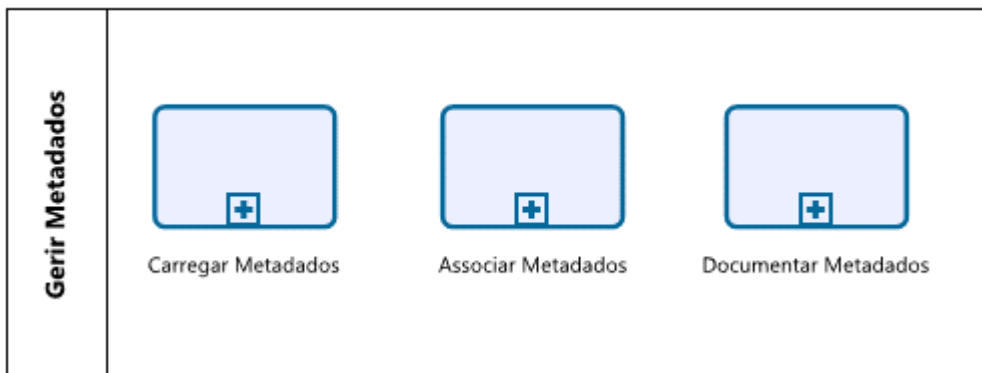 Gerir Metadados
Carregar Metadados
Associar Metadados
Documentar Metadados